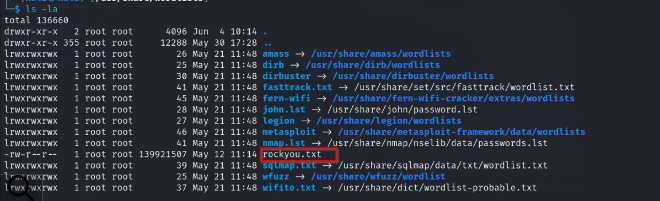 ls -la
total 136660
drwxr-xr-x 2 root root 4096 Jun 4 10:14 .
drwxr-xr-x 355 root root 12288 May 30 17:28 ..
lrwxrwxrwx 1 root root 26 May 21 11:48 amass → /usr/share/amass/wordlists
lrwxrwxrwx 1 root root 25 May 21 11:48 dirb → /usr/share/dirb/wordlists
lrwxrwxrwx 1 root root 30 May 21 11:48 dirbuster → /usr/share/dirbuster/wordlists
lrwxrwxrwx 1 root root 41 May 21 11:48 fasttrack.txt → /usr/share/set/src/fasttrack/wordlist.txt
lrwxrwxrwx 1 root root 45 May 21 11:48 fern-wifi → /usr/share/fern-wifi-cracker/extras/wordlists
lrwxrwxrwx 1 root root 28 May 21 11:48 john.lst → /usr/share/john/password.lst
lrwxrwxrwx 1 root root 27 May 21 11:48 legion → /usr/share/legion/wordlists
lrwxrwxrwx 1 root root 46 May 21 11:48 metasploit → /usr/share/metasploit-framework/data/wordlists
lrwxrwxrwx 1 root root 41 May 21 11:48 nmap.lst → /usr/share/nmap/nselib/data/passwords.lst
-rw-r--r-- 1 root root 139921507 May 12 11:14 rockyou.txt
lrwxrwxrwx 1 root root 39 May 21 11:48 sqlmap.txt → /usr/share/sqlmap/data/txt/wordlist.txt
lrwxrwxrwx 1 root root 25 May 21 11:48 wfuzz → /usr/share/wfuzz/wordlist
lrwxrwxrwx 1 root root 37 May 21 11:48 wifite.txt → /usr/share/dict/wordlist-probable.txt